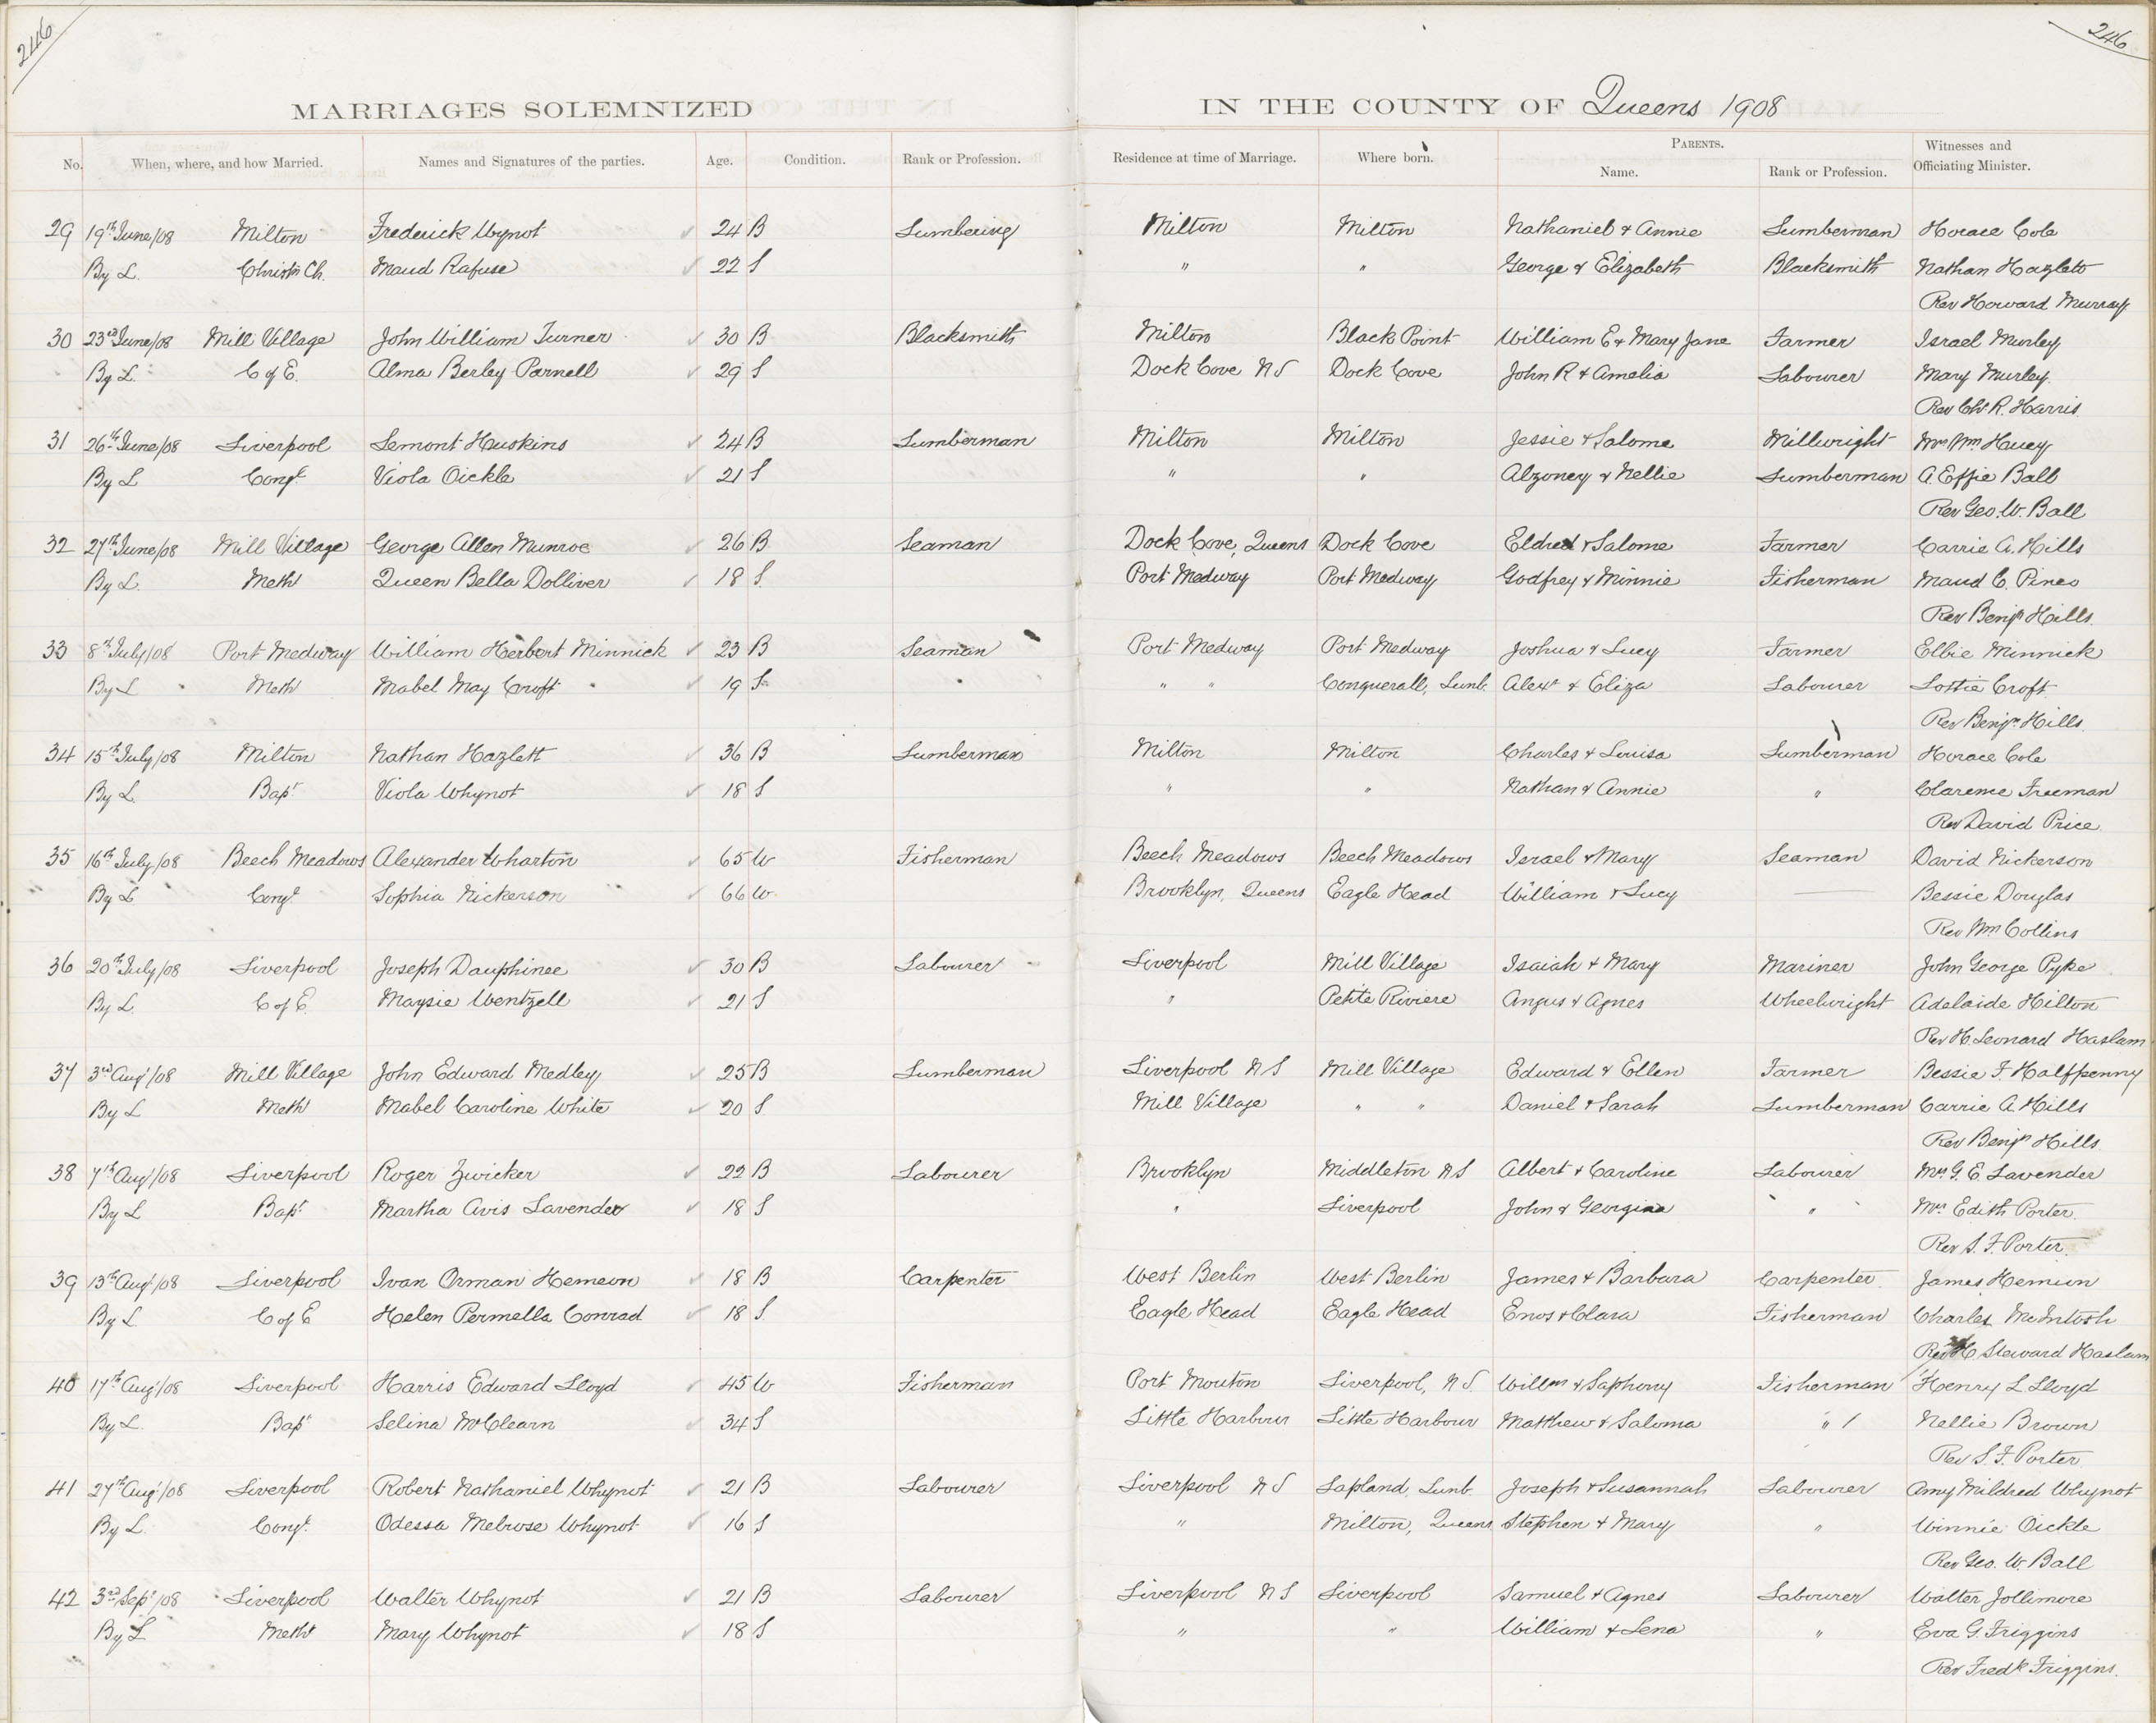 246
246
MARRIAGES SOLEMNIZED IN THE COUNTY OF Queens 1908
No. When, where, and how Married. Names and Signatures of the parties. Age. Condition. Rank or Profession. Residence at time of Marriage. Where born. PARENTS. Witnesses and
Name. Rank or Profession. Officiating Minister.
29 19th June/08 Milton Frederick Wynot 24 B Lumbering Milton Milton Nathaniel & Annie Lumberman Horace Cole
By L. Christn Ch. Maud Rafuse 22 S " " George & Elizabeth Blacksmith Nathan Hazlett
Rev Howard Murray
30 23rd June/08 Mill Village John William Turner 30 B Blacksmith Milton Black Point William E & Mary Jane Farmer Israel Murley
By L. C of E. Alma Berley Parnell 29 S Dock Cove NS Dock Cove John R & Amelia Labourer Mary Murley
Rev Ch. R. Harris
31 26th June/08 Liverpool Lemont Huskins 24 B Lumberman Milton Milton Jessie & Salome Millwright Mrs Wm. Huey
By L Congl Viola Oickle 21 S " " Alzoney & Nellie Lumberman A Effie Ball
Rev Geo. W. Ball
32 27th June/08 Mill Village George Allen Munroe 26 B Seaman Dock Cove, Queens Dock Cove Eldred & Salome Farmer Carrie A. Hills
By L. Meth Queen Bella Dolliver 18 S. Port Medway Port Medway Godfrey & Minnie Fisherman Maud C. Pineo
Rev Benjn Hills.
33 8th July/08 Port Medway William Herbert Minnick 23 B Seaman Port Medway Port Medway Joshua & Lucy Farmer Elbie Minnick
By L Meth Mabel May Croft 19 S " " Conquerall, Lunb. Alexr & Eliza Labourer Lottie Croft
Rev Benjn Hills.
34 15th July/08 Milton Nathan Hazlett 36 B Lumberman Milton Milton Charles & Louisa Lumberman Horace Cole
By L. Bapt Viola Whynot 18 S " " Nathan & Annie " Clarence Freeman
Rev David Price
35 16th July/08 Beech Meadows Alexander Wharton 65 W Fisherman Beech Meadows Beech Meadows Israel & Mary Seaman David Nickerson
By L Congl Sophia Nickerson 66 W. Brooklyn, Queens Eagle Head William & Lucy — Bessie Douglas
Rev Wm Collins
36 20th July/08 Liverpool Joseph Dauphinee 30 B Labourer Liverpool Mill Village Isaiah & Mary Mariner John George Pyke
By L. C of E. Maysie Wentzell 21 S " Petite Riviere Angus & Agnes Wheelwright Adelaide Hilton
Rev H. Leonard Haslam
37 3rd Augt/08 Mill Village John Edward Medley 25 B Lumberman Liverpool NS Mill Village Edward & Ellen Farmer Bessie F. Halfpenny
By L Meth Mabel Caroline White 20 S Mill Village " " Daniel & Sarah Lumberman Carrie A. Hills
Rev Benjn Hills.
38 7th Augt/08 Liverpool Roger Zwicker 22 B Labourer Brooklyn Middleton NS Albert & Caroline Labourer Mrs G. E. Lavender
By L Bapt Martha Avis Lavender 18 S " Liverpool John & Georgina " Mrs Edith Porter
Rev S. F. Porter.
39 13th Augt/08 Liverpool Ivan Orman Hemeon 18 B Carpenter West Berlin West Berlin James & Barbara Carpenter James Hemeon
By L C of E Helen Permella Conrad 18 S. Eagle Head Eagle Head Enos & Clara Fisherman Charles McIntosh
Rev H. Steward Haslam
40 17th Augt/08 Liverpool Harris Edward Lloyd 45 W Fisherman Port Mouton Liverpool, NS. Willm & Saphony Fisherman Henry L Lloyd
By L. Bapt Selina McClearn 34 S Little Harbour Little Harbour Matthew & Saloma " Nellie Brown
Rev S. F. Porter.
41 27th Augt/08 Liverpool Robert Nathaniel Whynot 21 B Labourer Liverpool NS Lapland, Lunb. Joseph & Susannah Labourer Amy Mildred Whynot
By L. Congl. Odessa Melrose Whynot 16 S " Milton, Queens Stephen & Mary " Winnie Oickle
Rev Geo. W. Ball
42 3rd Sept/08 Liverpool Walter Whynot 21 B Labourer Liverpool NS Liverpool Samuel & Agnes Labourer Walter Jollimore
By L Meth Mary Whynot 18 S " " William & Lena " Eva G. Friggins
Rev Fredk Friggins.